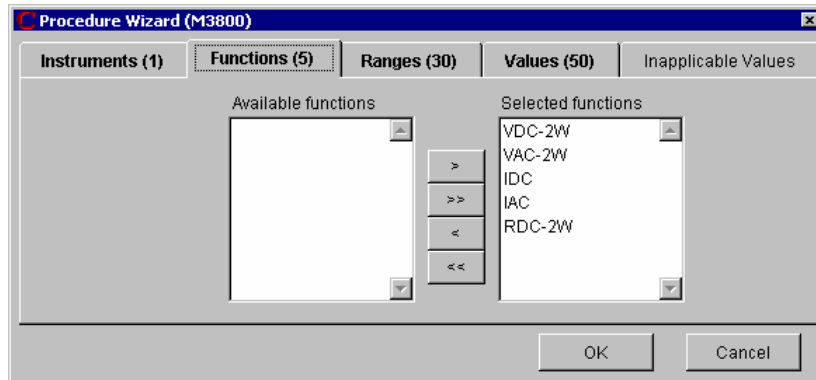 Procedure Wizard (M3800)
Instruments (1) Functions (5) Ranges (30) Values (50) Inapplicable Values
Available functions Selected functions
VDC-2W
VAC-2W
IDC
IAC
RDC-2W
>
>>
<
<<
OK Cancel